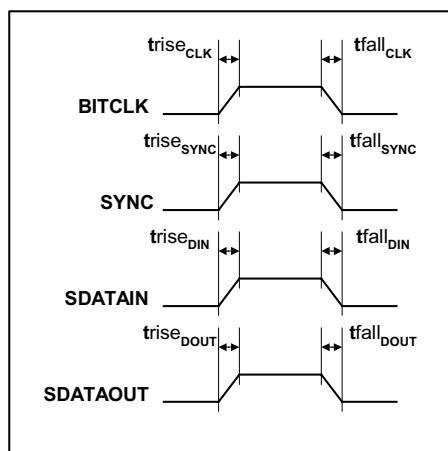 trise_CLK tfall_CLK
BITCLK
trise_SYNC tfall_SYNC
SYNC
trise_DIN tfall_DIN
SDATAIN
trise_DOUT tfall_DOUT
SDATAOUT